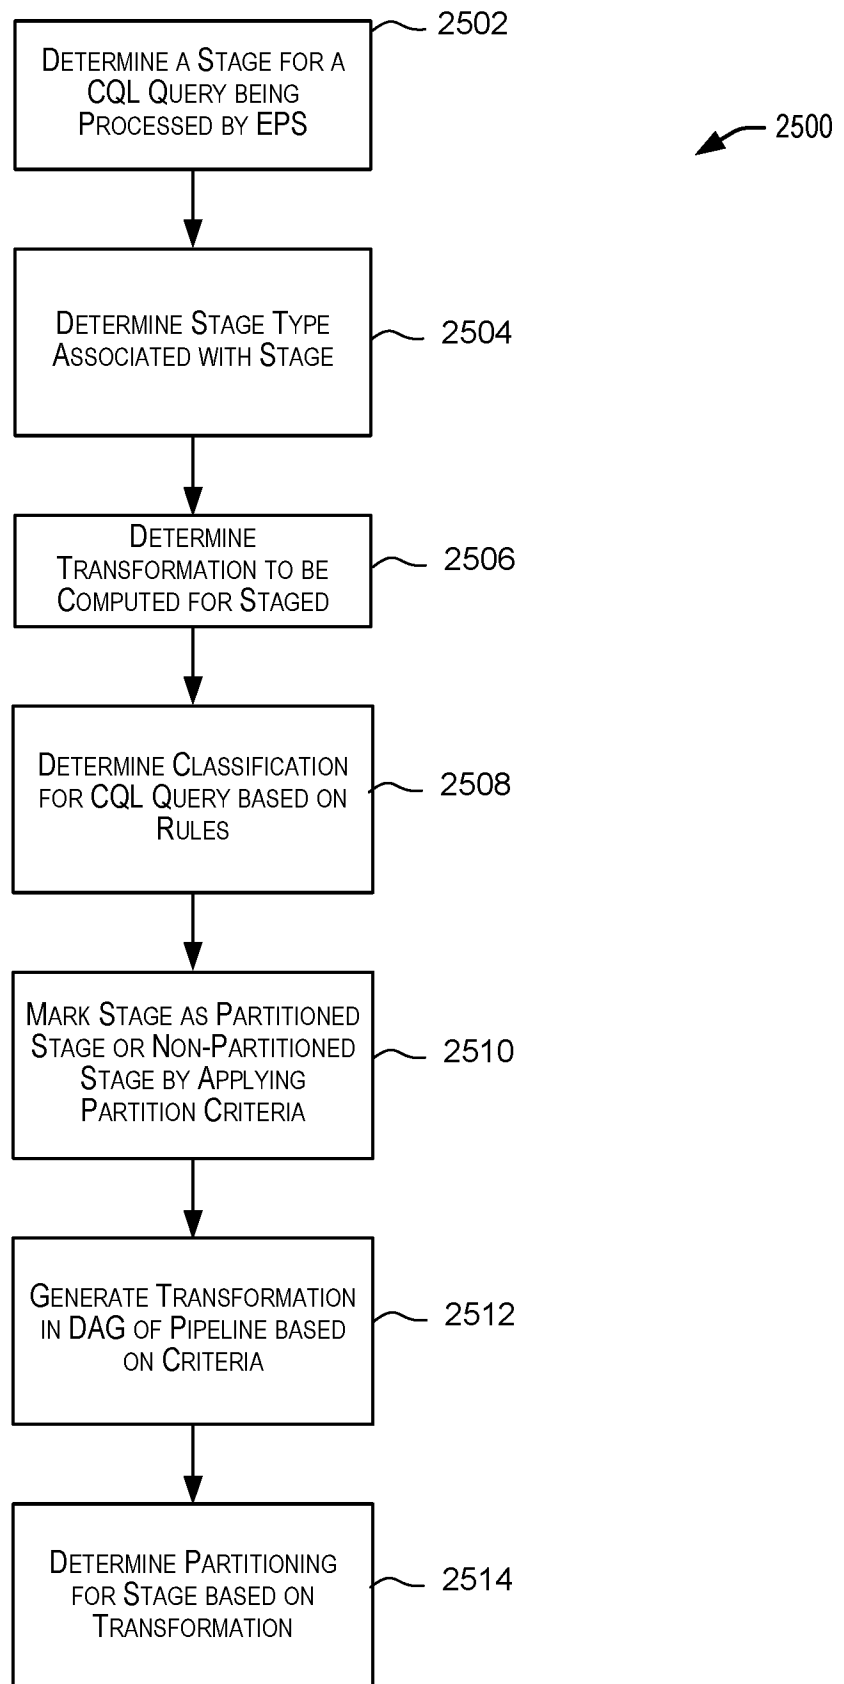 2502
DETERMINE A STAGE FOR A
CQL QUERY BEING
PROCESSED BY EPS
2500
DETERMINE STAGE TYPE
ASSOCIATED WITH STAGE
2504
DETERMINE
TRANSFORMATION TO BE
COMPUTED FOR STAGED
2506
DETERMINE CLASSIFICATION
FOR CQL QUERY BASED ON
RULES
2508
MARK STAGE AS PARTITIONED
STAGE OR NON-PARTITIONED
STAGE BY APPLYING
PARTITION CRITERIA
2510
GENERATE TRANSFORMATION
IN DAG OF PIPELINE BASED
ON CRITERIA
2512
DETERMINE PARTITIONING
FOR STAGE BASED ON
TRANSFORMATION
2514